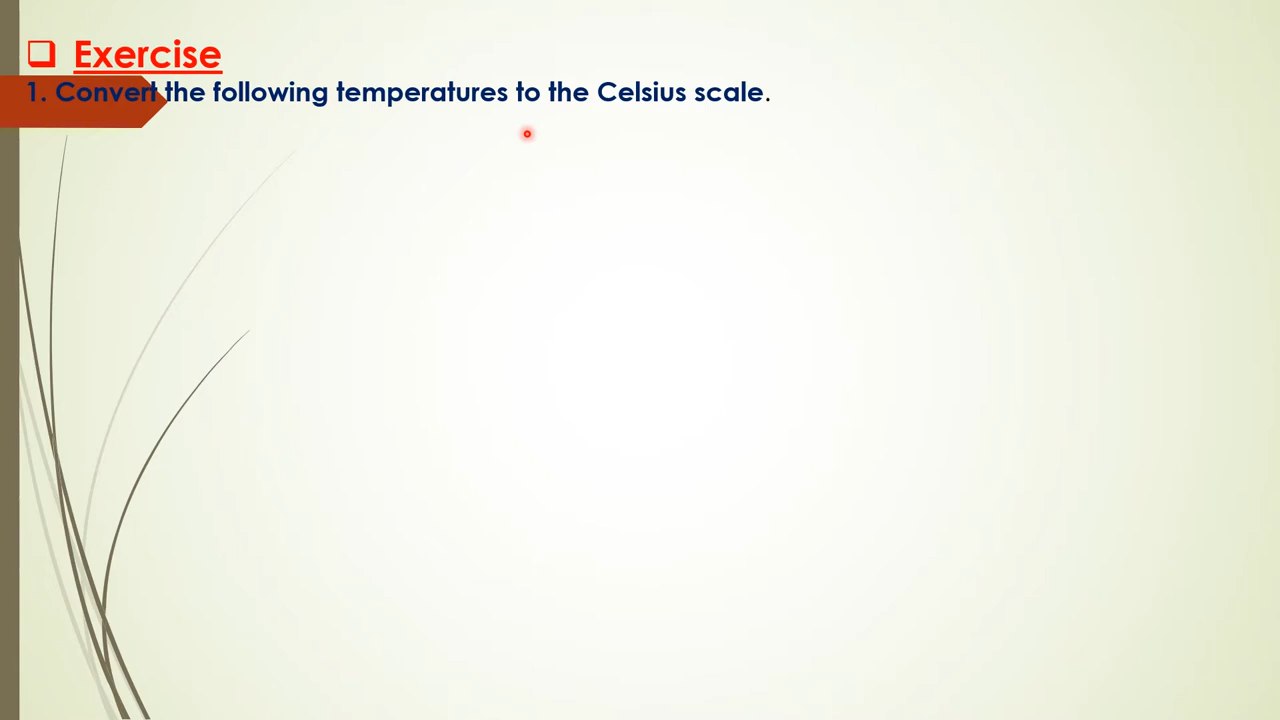 Exercise
1. Convert the following temperatures to the Celsius scale.